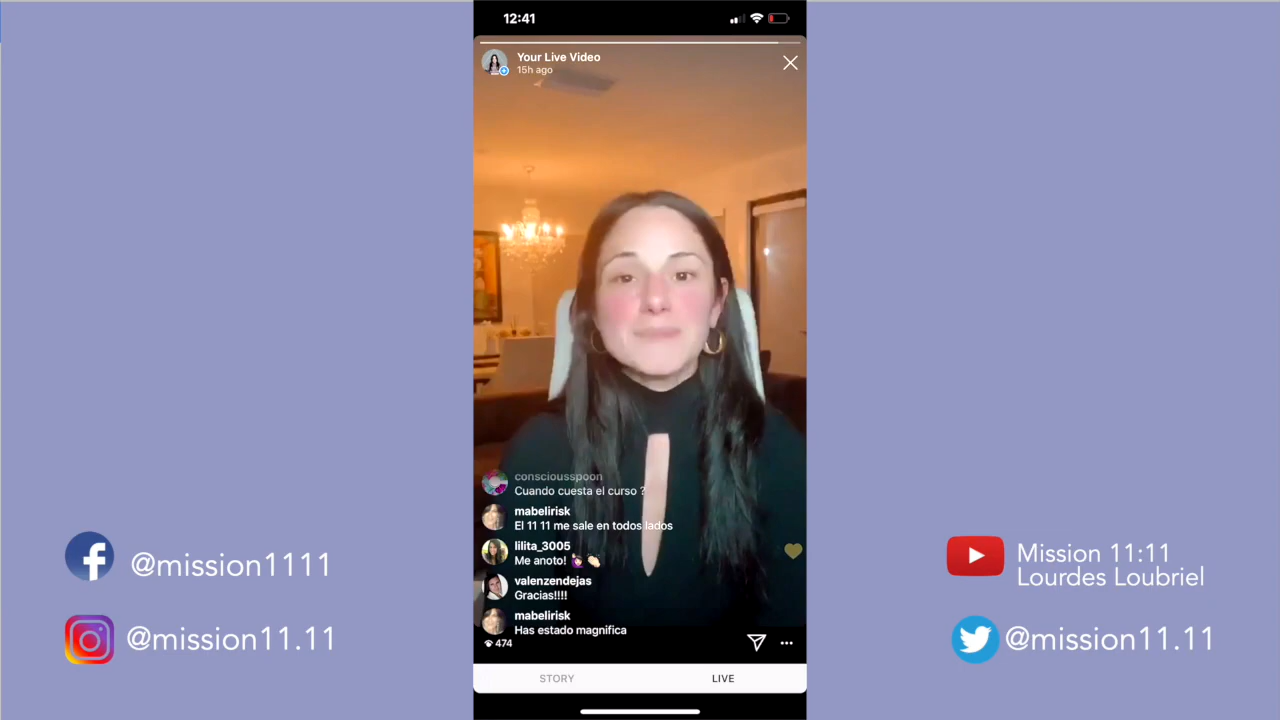 12:41
Your Live Video
15h ago
consciousspoon
Cuando cuesta el curso ?
mabelirisk
El 11 11 me sale en todos lados
lilita_3005
Me anoto!
valenzendejas
Gracias!!!!
mabelirisk
Has estado magnifica
474
STORY LIVE
@mission1111
@mission11.11
Mission 11:11
Lourdes Loubriel
@mission11.11